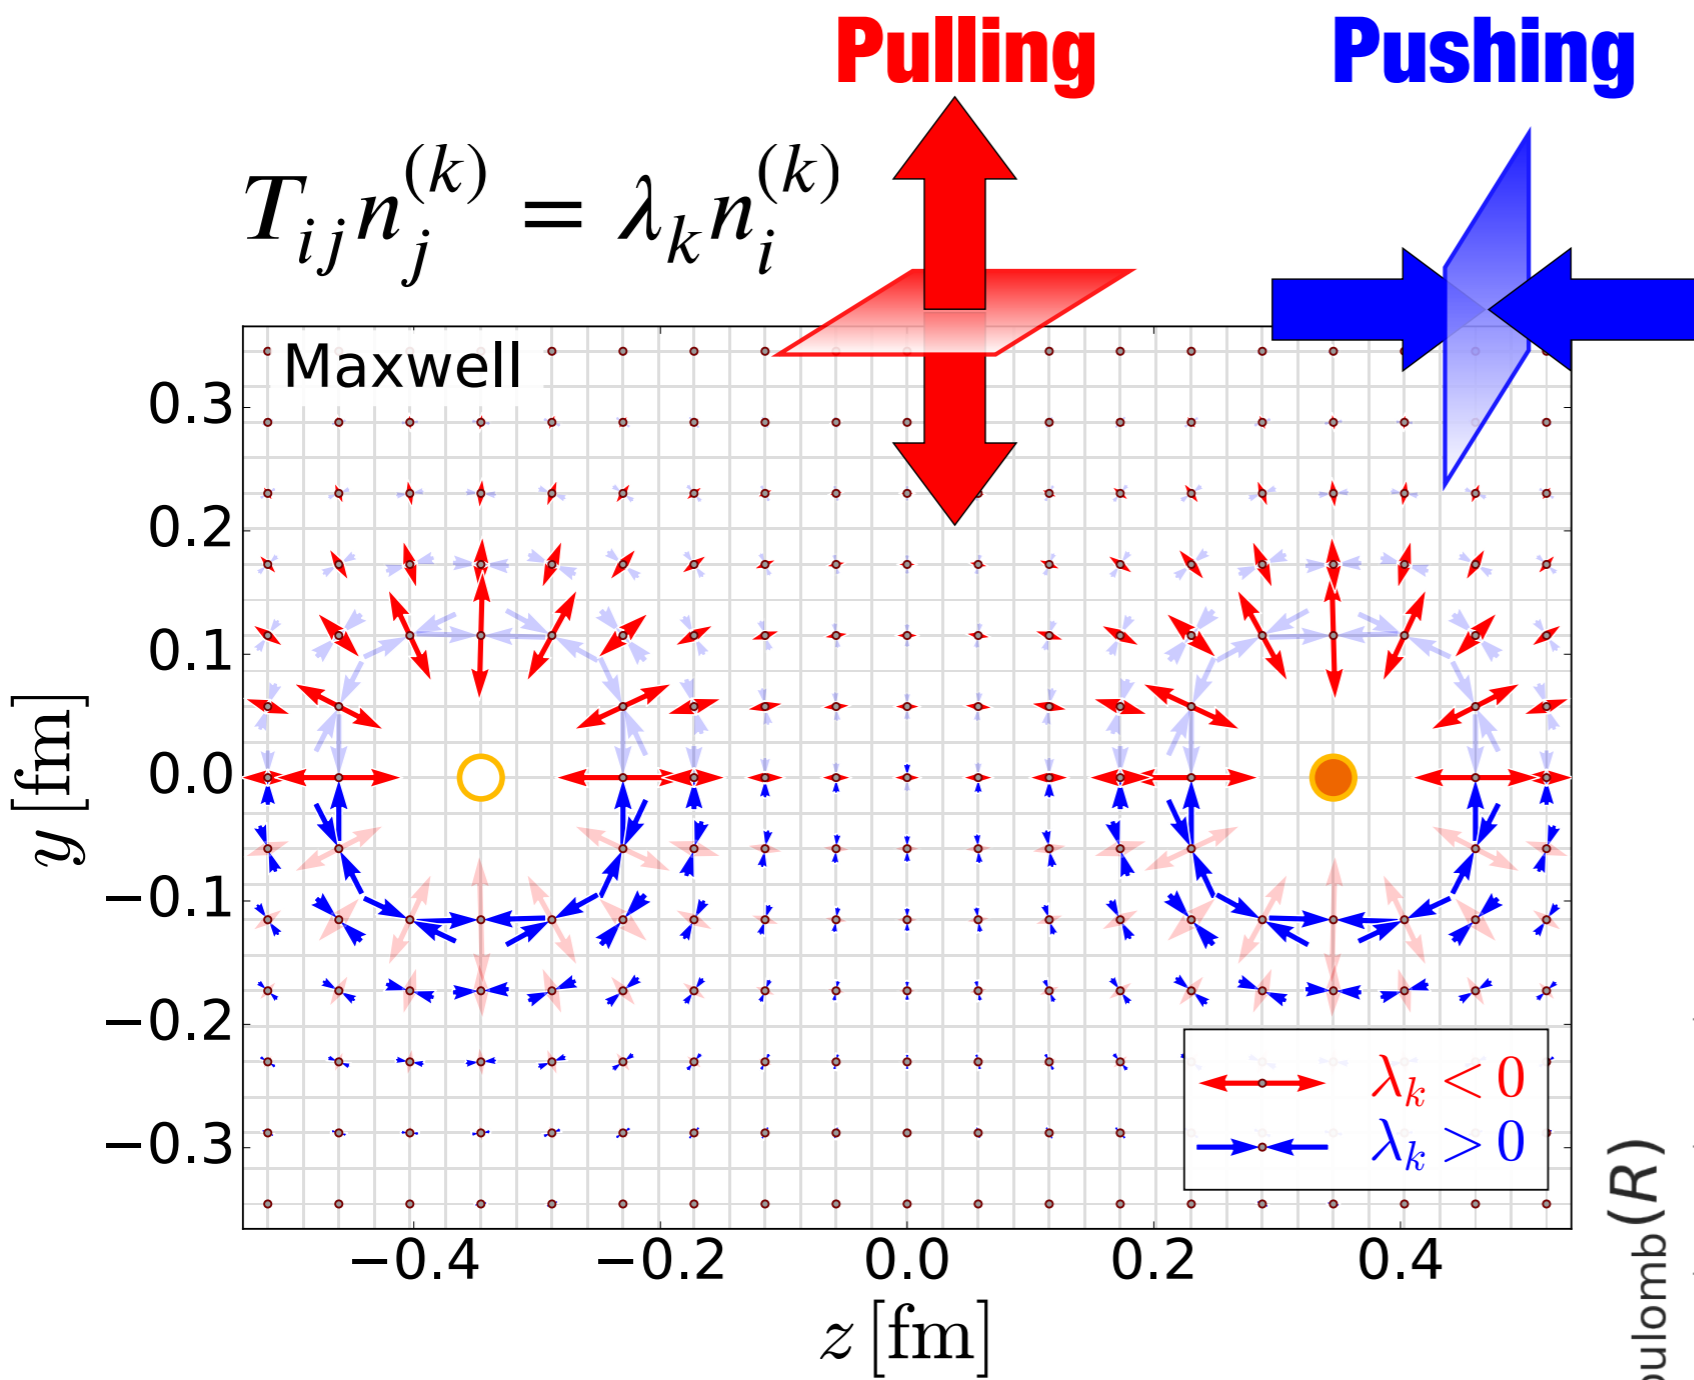 Pulling
Pushing
T_{ij}n_j^{(k)} = λ_k n_i^{(k)}
Maxwell
0.3
0.2
0.1
0.0
−0.1
−0.2
−0.3
y [fm]
λ_k < 0
λ_k > 0
−0.4 −0.2 0.0 0.2 0.4
z [fm]
oulomb(R)